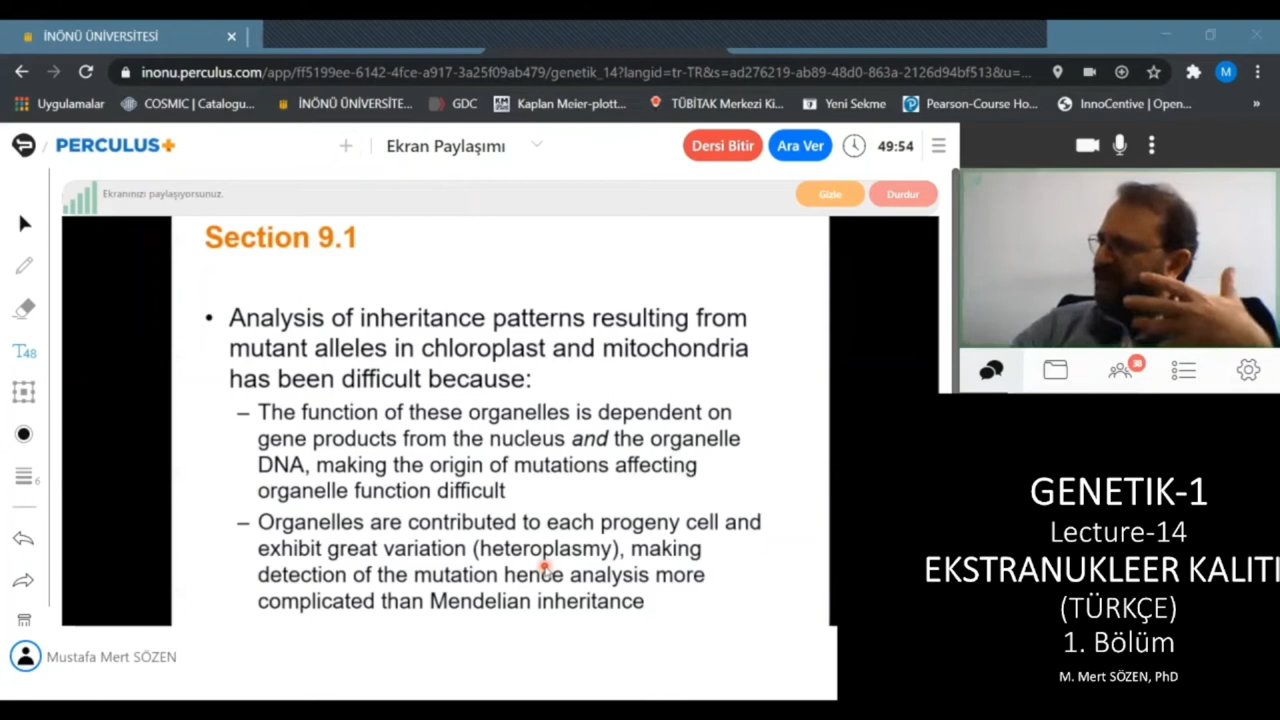 İNÖNÜ ÜNİVERSİTESİ
inonu.perculus.com/app/ff5199ee-6142-4fce-a917-3a25f09ab479/genetik_14?langid=tr-TR&s=ad276219-ab89-48d0-863a-2126d94bf513&u=...
M
Uygulamalar
COSMIC | Catalogu...
İNÖNÜ ÜNİVERSİTE...
GDC
Kaplan Meier-plott...
TÜBİTAK Merkezi Ki...
Yeni Sekme
Pearson-Course Ho...
InnoCentive | Open...
»
PERCULUS+
Ekran Paylaşımı
Dersi Bitir
Ara Ver
49:54
Ekranınızı paylaşıyorsunuz.
Gizle
Durdur
38
T48
6
Section 9.1
• Analysis of inheritance patterns resulting from
mutant alleles in chloroplast and mitochondria
has been difficult because:
– The function of these organelles is dependent on
gene products from the nucleus and the organelle
DNA, making the origin of mutations affecting
organelle function difficult
– Organelles are contributed to each progeny cell and
exhibit great variation (heteroplasmy), making
detection of the mutation hence analysis more
complicated than Mendelian inheritance
Mustafa Mert SÖZEN
GENETIK-1
Lecture-14
EKSTRANUKLEER KALITI
(TÜRKÇE)
1. Bölüm
M. Mert SÖZEN, PhD